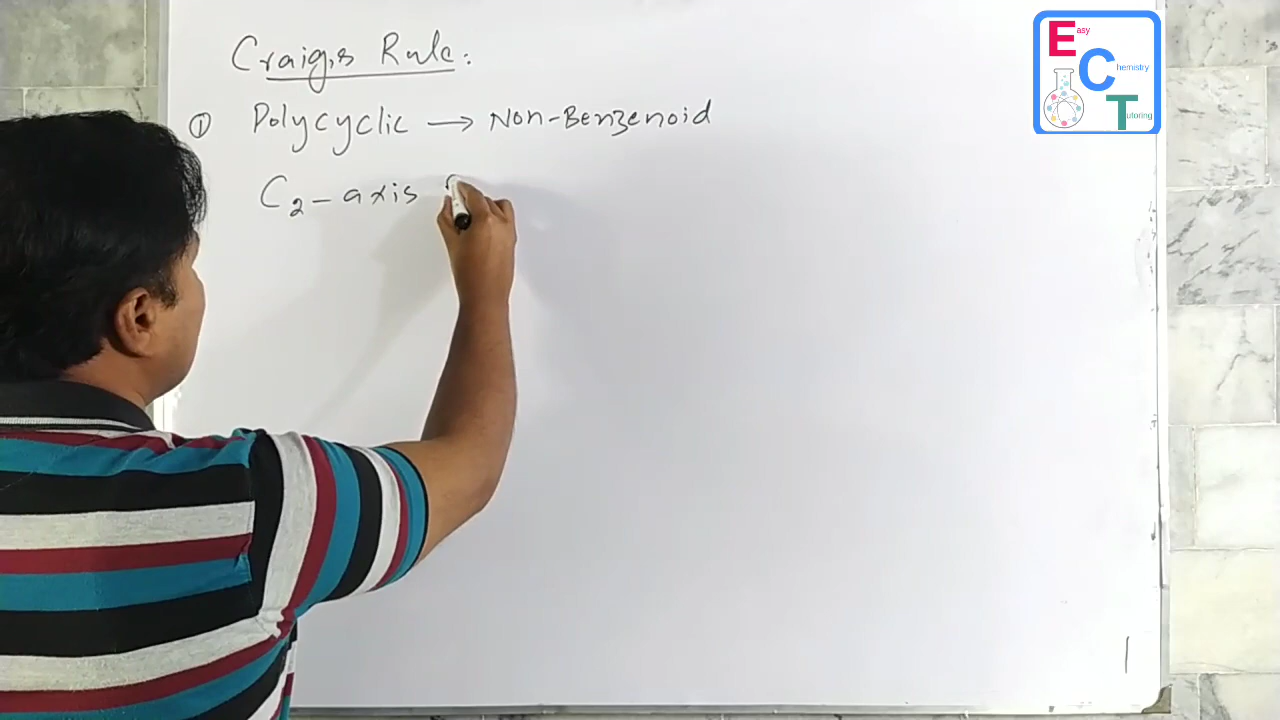 Craig's Rule:
① Polycyclic → Non-Benzenoid
C₂ - axis
Easy
Chemistry
Tutoring